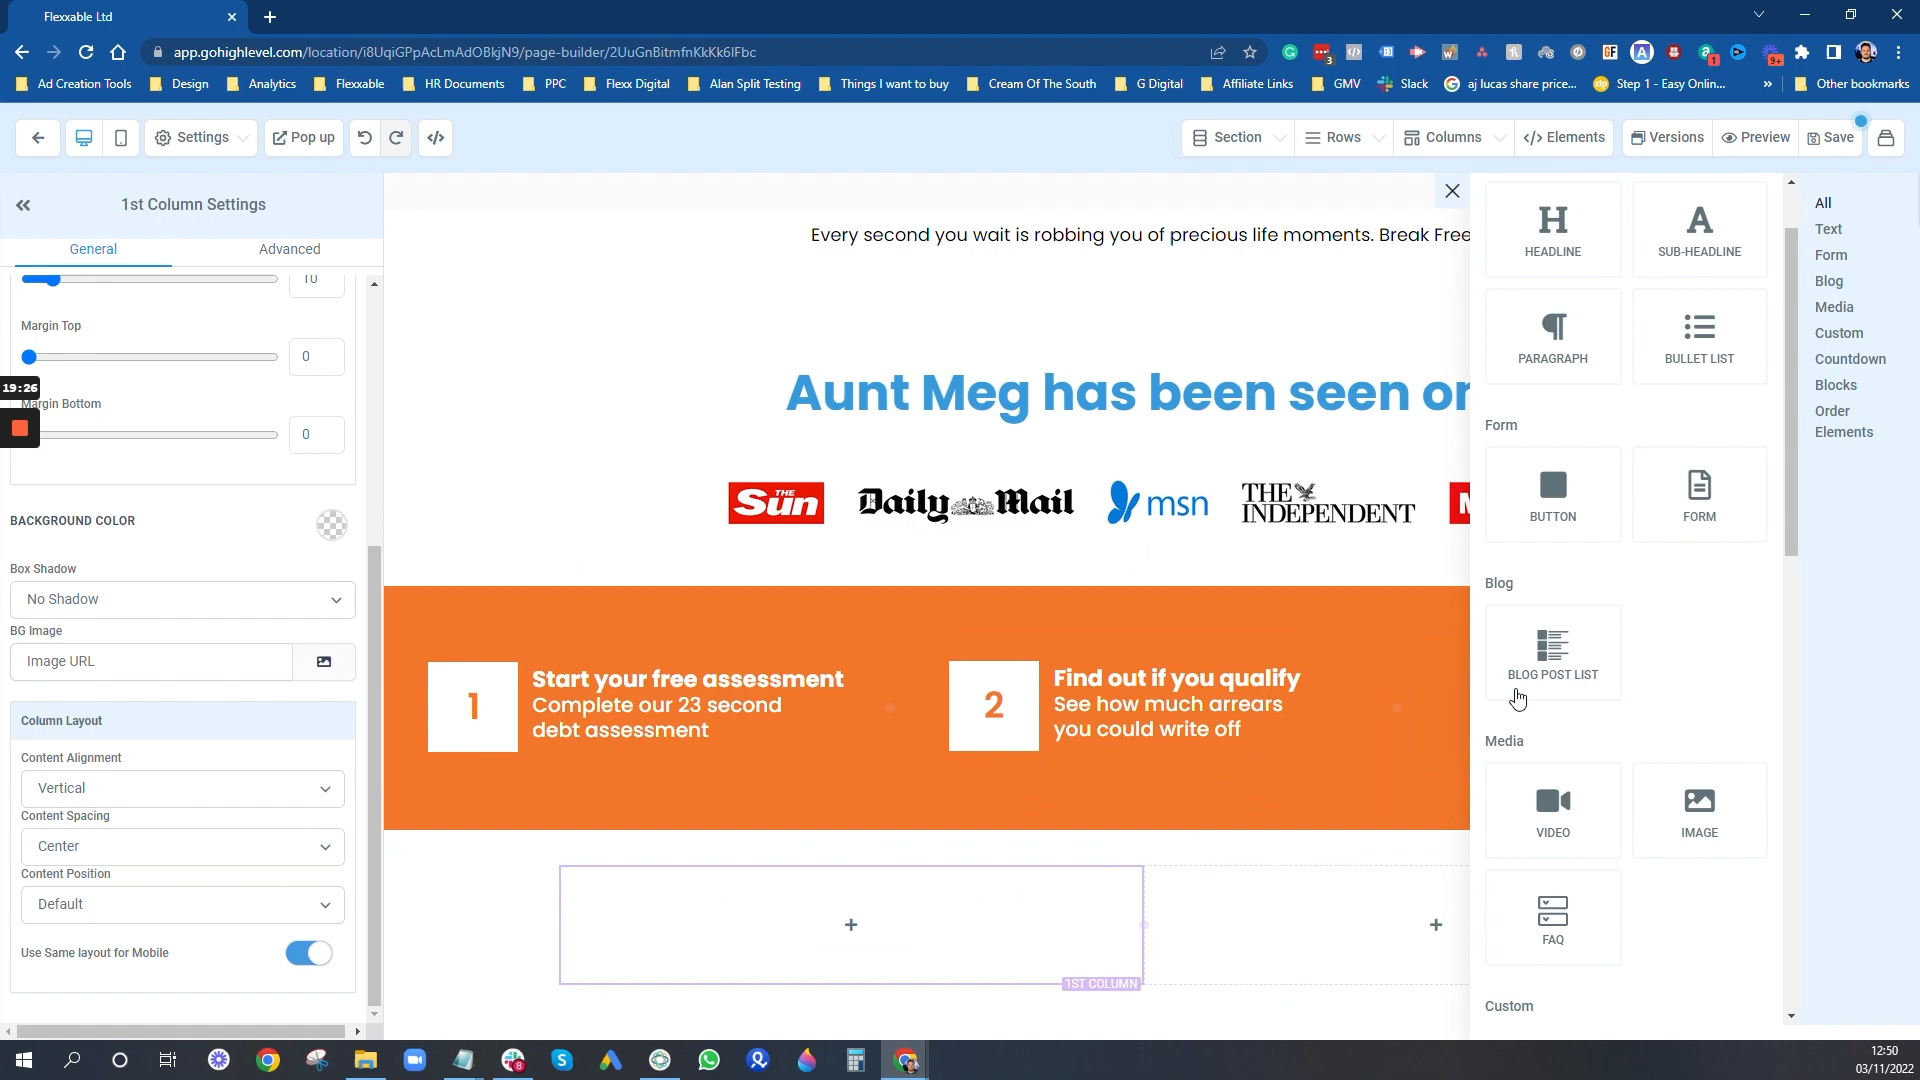 Flexxable Ltd
app.gohighlevel.com/location/i8UqiGPpAcLmAdOBkjN9/page-builder/2UuGnBitmfnKkKk6IFbc
Ad Creation Tools
Design
Analytics
Flexxable
HR Documents
PPC
Flexx Digital
Alan Split Testing
Things I want to buy
Cream Of The South
G Digital
Affiliate Links
GMV
Slack
aj lucas share price...
Step 1 - Easy Onlin...
»
Other bookmarks
Settings
Pop up
Section
Rows
Columns
Elements
Versions
Preview
Save
1st Column Settings
General
Advanced
10
Margin Top
0
19:26
Margin Bottom
0
BACKGROUND COLOR
Box Shadow
No Shadow
BG Image
Image URL
Column Layout
Content Alignment
Vertical
Content Spacing
Center
Content Position
Default
Use Same layout for Mobile
Every second you wait is robbing you of precious life moments. Break Free
Aunt Meg has been seen on
THE Sun
Daily Mail
msn
THE INDEPENDENT
1
Start your free assessment
Complete our 23 second
debt assessment
2
Find out if you qualify
See how much arrears
you could write off
+
+
1ST COLUMN
H
HEADLINE
A
SUB-HEADLINE
PARAGRAPH
BULLET LIST
Form
BUTTON
FORM
Blog
BLOG POST LIST
Media
VIDEO
IMAGE
FAQ
Custom
All
Text
Form
Blog
Media
Custom
Countdown
Blocks
Order
Elements
12:50
03/11/2022